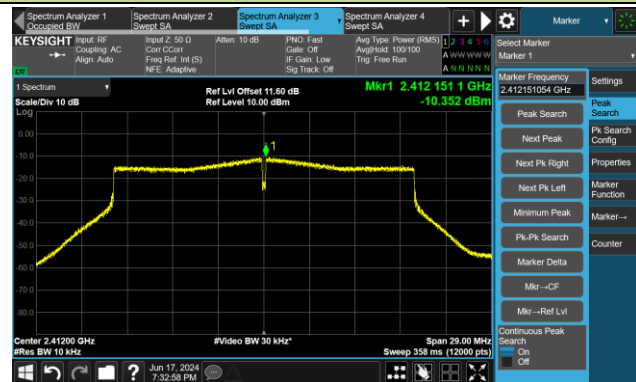 Spectrum Analyzer 1
Occupied BW
Spectrum Analyzer 2
Swept SA
Spectrum Analyzer 3
Swept SA
Spectrum Analyzer 4
Swept SA
+
Marker
KEYSIGHT
Input: RF
Coupling: AC
Align: Auto
Input Z: 50 Ω
Corr CCorr
Freq Ref: Int (S)
NFE: Adaptive
Atten: 10 dB
PNO: Fast
Gate: Off
IF Gain: Low
Sig Track: Off
Avg Type: Power (RMS)
Avg|Hold: 100/100
Trig: Free Run
1 2 3 4 5 6
A W W W W W
A N N N N N
LW
Select Marker
Marker 1
1 Spectrum
Scale/Div 10 dB
Log
Ref Lvl Offset 11.60 dB
Ref Level 10.00 dBm
Mkr1 2.412 151 1 GHz
-10.352 dBm
0.00
-10.0
-20.0
-30.0
-40.0
-50.0
-60.0
-70.0
-80.0
1
Center 2.41200 GHz
#Res BW 10 kHz
#Video BW 30 kHz*
Span 29.00 MHz
Sweep 358 ms (12000 pts)
Marker Frequency
2.412151054 GHz
Peak Search
Next Peak
Next Pk Right
Next Pk Left
Minimum Peak
Pk-Pk Search
Marker Delta
Mkr→CF
Mkr→Ref Lvl
Continuous Peak
Search
On
Off
Settings
Peak
Search
Pk Search
Config
Properties
Marker
Function
Marker→
Counter
?
Jun 17, 2024
7:32:58 PM